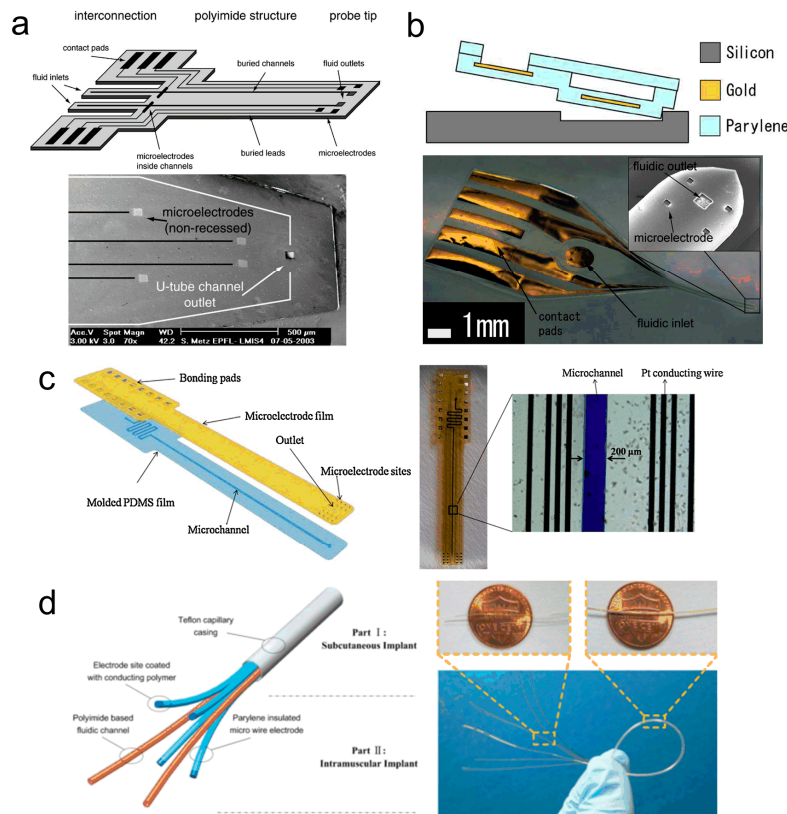 a
interconnection
polyimide structure
probe tip
contact pads
fluid inlets
buried channels
fluid outlets
microelectrodes
inside channels
buried leads
microelectrodes
microelectrodes
(non-recessed)
U-tube channel
outlet
Acc.V Spot Magn WD 500 µm
3.00 kV 3.0 70x 42.2 S. Metz EPFL- LMIS4 07-05-2003
b
Silicon
Gold
Parylene
fluidic outlet
microelectrode
1mm
contact
pads
fluidic inlet
c
Bonding pads
Microelectrode film
Outlet
Microelectrode sites
Molded PDMS film
Microchannel
Microchannel
Pt conducting wire
200 µm
d
Teflon capillary
casing
Part Ⅰ:
Subcutaneous Implant
Electrode site coated
with conducting polymer
Polyimide based
fluidic channel
Parylene insulated
micro wire electrode
Part Ⅱ:
Intramuscular Implant